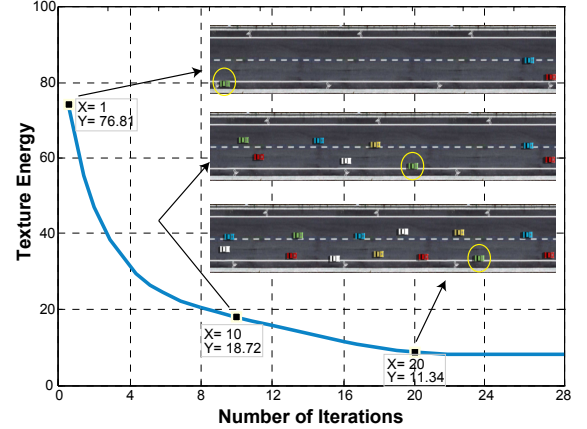 100
80
60
40
20
0
Texture Energy
X= 1
Y= 76.81
X= 10
Y= 18.72
X= 20
Y= 11.34
0 4 8 12 16 20 24 28
Number of Iterations